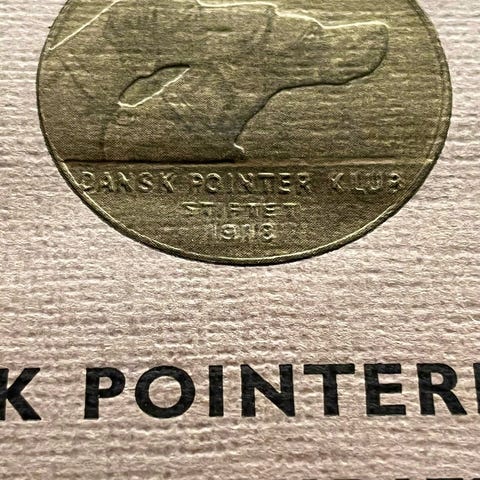 DANSK POINTER KLUB
STIFTET
1918
K POINTER